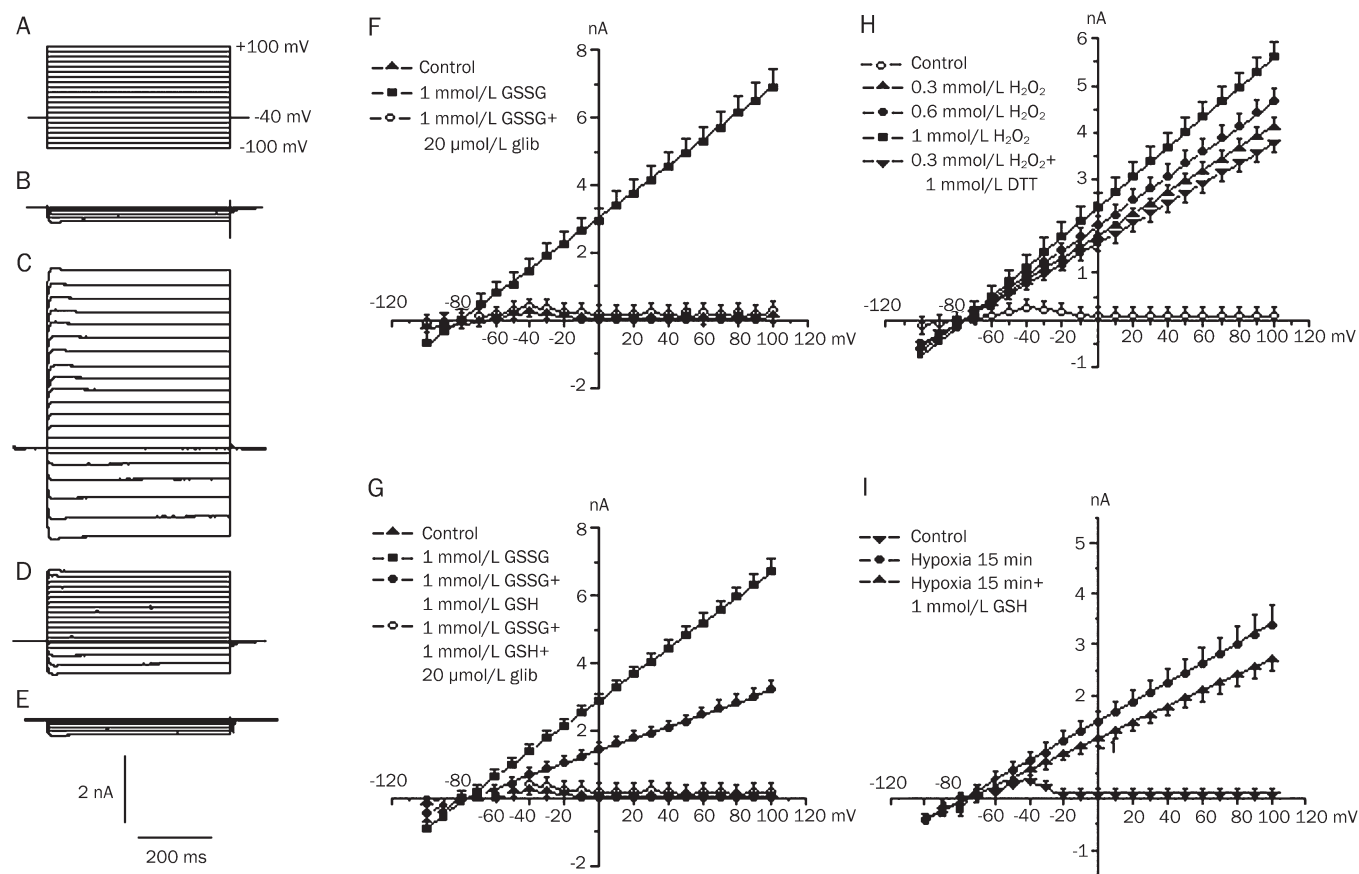 A
+100 mV
-40 mV
-100 mV
B
C
D
E
2 nA
200 ms
F
nA
Control
1 mmol/L GSSG
1 mmol/L GSSG+
20 µmol/L glib
8
6
4
2
-120
-80
-60
-40
-20
20
40
60
80
100
120 mV
-2
G
nA
Control
1 mmol/L GSSG
1 mmol/L GSSG+
1 mmol/L GSH
1 mmol/L GSSG+
1 mmol/L GSH+
20 µmol/L glib
8
6
4
2
-120
-80
-60
-40
-20
20
40
60
80
100
120 mV
-2
H
nA
Control
0.3 mmol/L H₂O₂
0.6 mmol/L H₂O₂
1 mmol/L H₂O₂
0.3 mmol/L H₂O₂+
1 mmol/L DTT
6
5
4
3
1
-120
-80
-60
-40
-20
20
40
60
80
100
120 mV
-1
I
nA
Control
Hypoxia 15 min
Hypoxia 15 min+
1 mmol/L GSH
5
4
3
2
-120
-80
-60
-40
-20
20
40
60
80
100
120 mV
-1